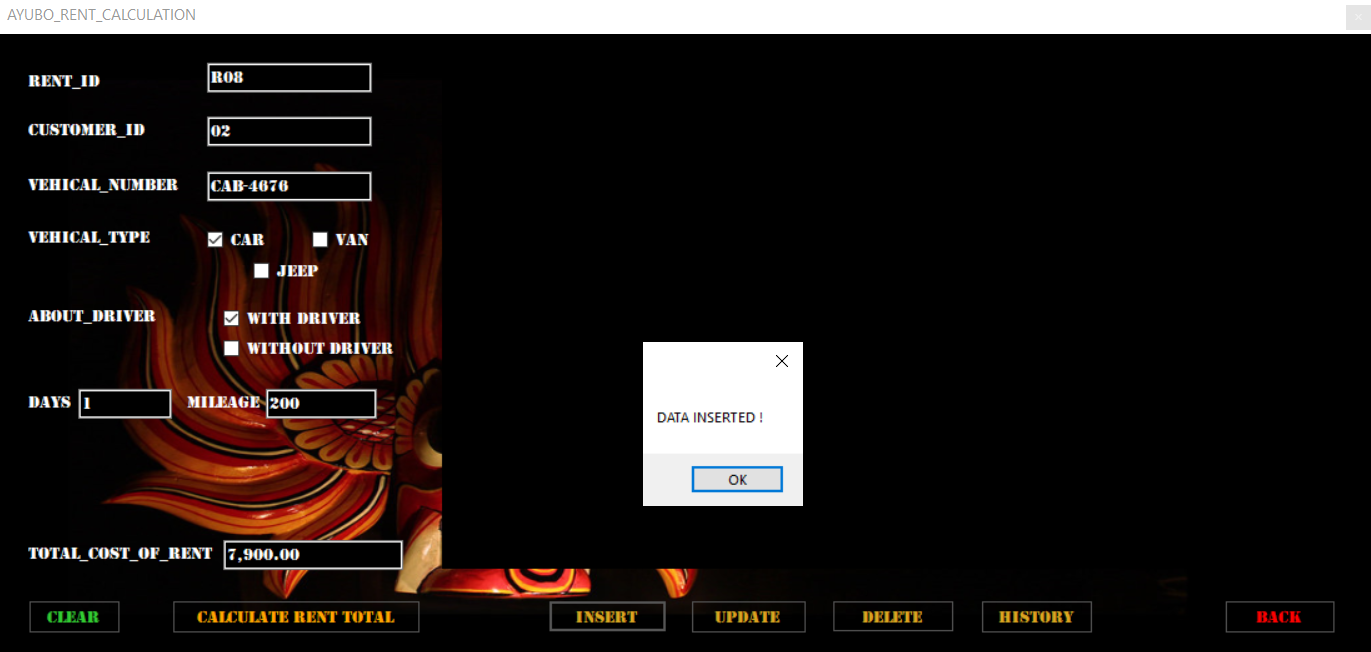 AYUBO_RENT_CALCULATION
RENT_ID R08
CUSTOMER_ID 02
VEHICAL_NUMBER CAB-4676
VEHICAL_TYPE CAR VAN
JEEP
ABOUT_DRIVER WITH DRIVER
WITHOUT DRIVER
DAYS 1 MILEAGE 200
DATA INSERTED !
OK
TOTAL_COST_OF_RENT 7,900.00
CLEAR CALCULATE RENT TOTAL INSERT UPDATE DELETE HISTORY BACK